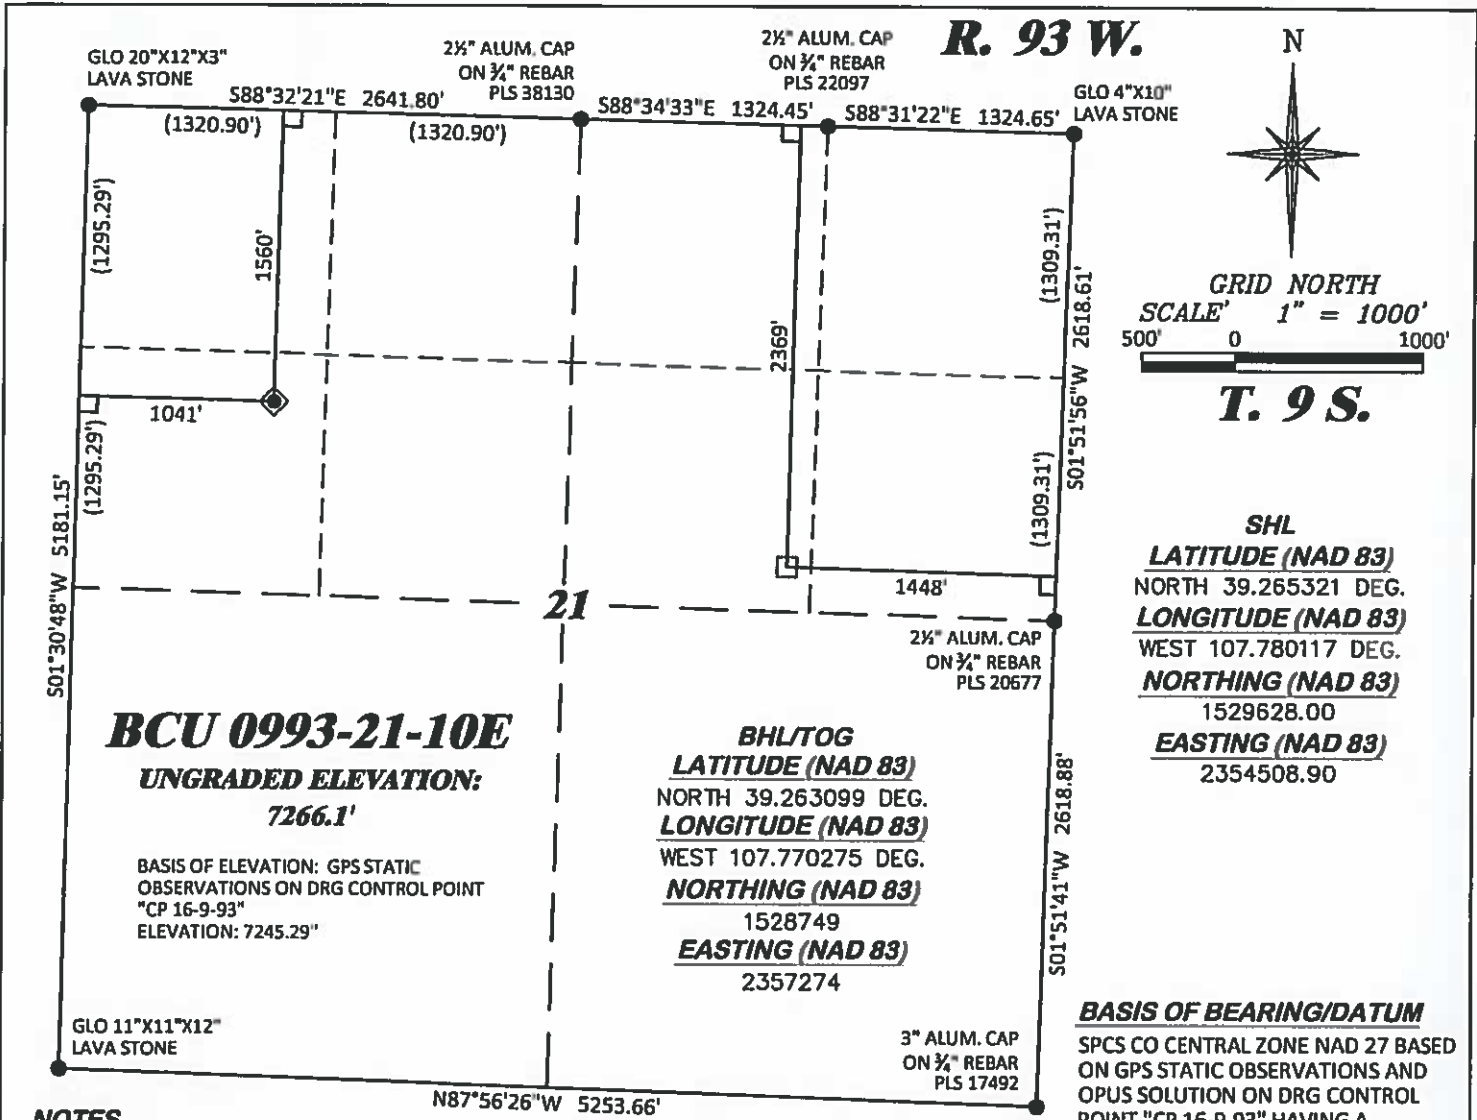 R. 93 W.
N
GLO 20"X12"X3"
LAVA STONE
2½" ALUM. CAP
ON ¾" REBAR
PLS 38130
2½" ALUM. CAP
ON ¾" REBAR
PLS 22097
GLO 4"X10"
LAVA STONE
S88°32'21"E 2641.80'
(1320.90')
(1320.90')
S88°34'33"E 1324.45'
S88°31'22"E 1324.65'
(1295.29')
1560'
2369'
(1309.31')
S01°51'56"W 2618.61'
GRID NORTH
SCALE' 1" = 1000'
500' 0 1000'
T. 9 S.
1041'
(1295.29')
(1309.31')
S01°30'48"W 5181.15'
1448'
21
2½" ALUM. CAP
ON ¾" REBAR
PLS 20677
SHL
LATITUDE (NAD 83)
NORTH 39.265321 DEG.
LONGITUDE (NAD 83)
WEST 107.780117 DEG.
NORTHING (NAD 83)
1529628.00
EASTING (NAD 83)
2354508.90
BCU 0993-21-10E
UNGRADED ELEVATION:
7266.1'
BASIS OF ELEVATION: GPS STATIC
OBSERVATIONS ON DRG CONTROL POINT
"CP 16-9-93"
ELEVATION: 7245.29"
BHL/TOG
LATITUDE (NAD 83)
NORTH 39.263099 DEG.
LONGITUDE (NAD 83)
WEST 107.770275 DEG.
NORTHING (NAD 83)
1528749
EASTING (NAD 83)
2357274
S01°51'41"W 2618.88'
GLO 11"X11"X12"
LAVA STONE
3" ALUM. CAP
ON ¾" REBAR
PLS 17492
N87°56'26"W 5253.66'
BASIS OF BEARING/DATUM
SPCS CO CENTRAL ZONE NAD 27 BASED
ON GPS STATIC OBSERVATIONS AND
OPUS SOLUTION ON DRG CONTROL
POINT "CP 16-9-93" HAVING A
NOTES